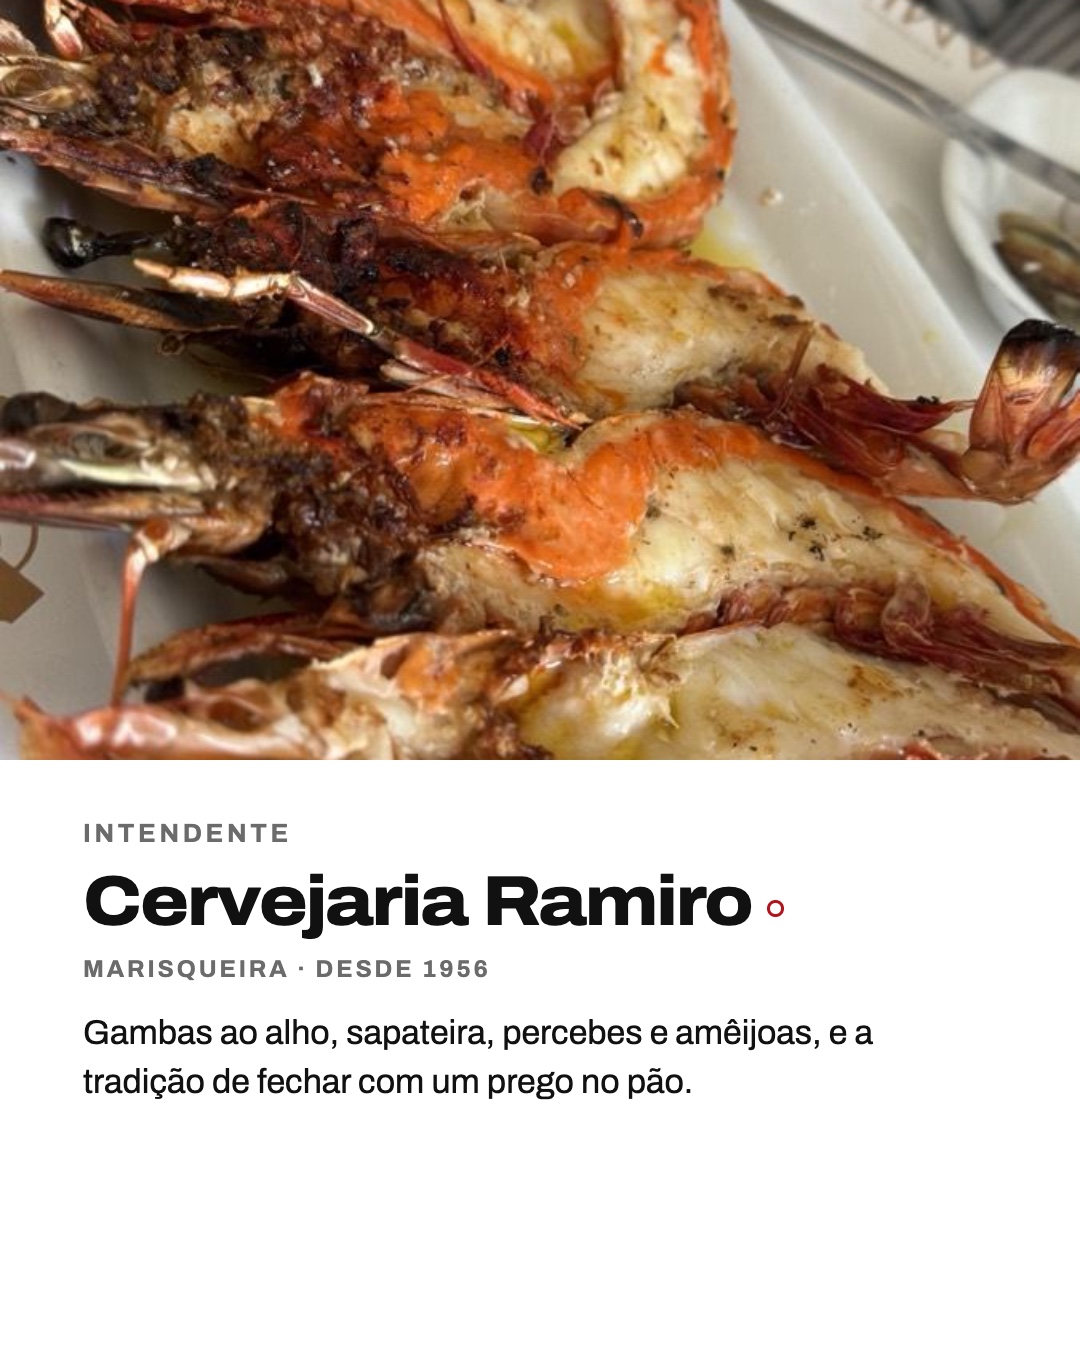 INTENDENTE
Cervejaria Ramiro
MARISQUEIRA · DESDE 1956
Gambas ao alho, sapateira, percebes e amêijoas, e a
tradição de fechar com um prego no pão.